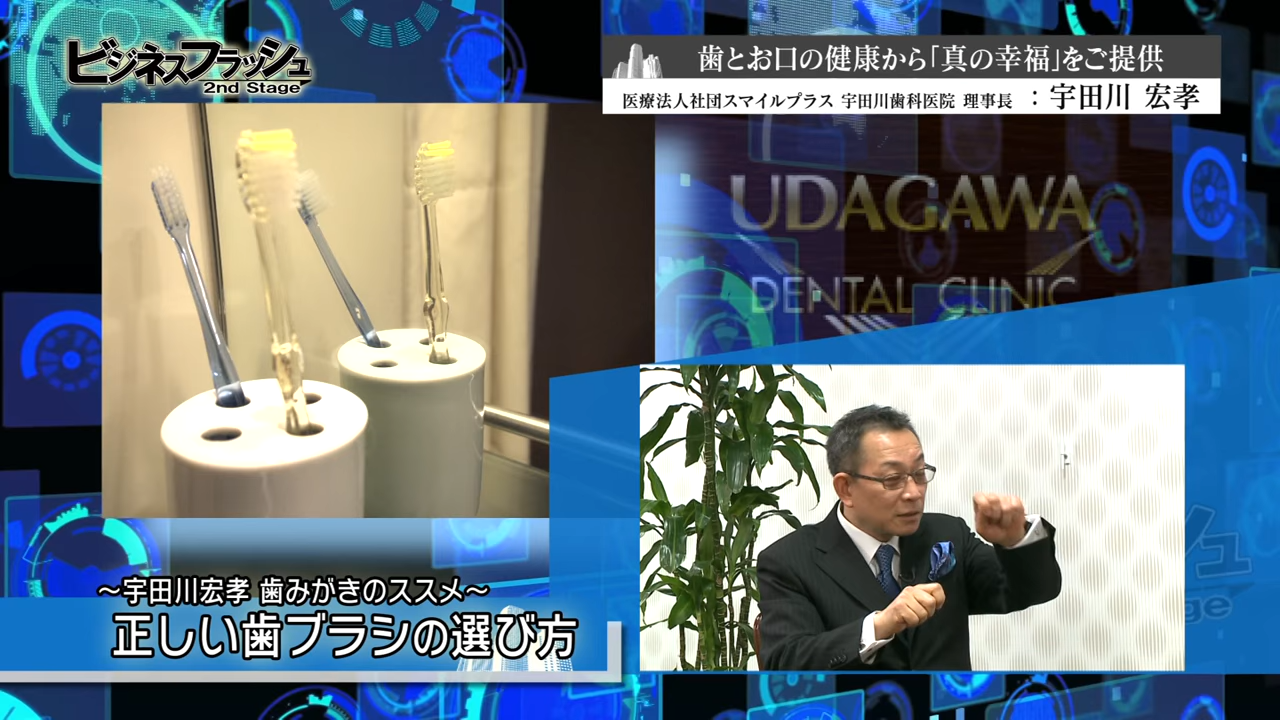 ビジネスフラッシュ
2nd Stage
歯とお口の健康から「真の幸福」をご提供
医療法人社団スマイルプラス 宇田川歯科医院 理事長 : 宇田川 宏孝
UDAGAWA
DENTAL CLINIC
~宇田川宏孝 歯みがきのススメ~
正しい歯ブラシの選び方